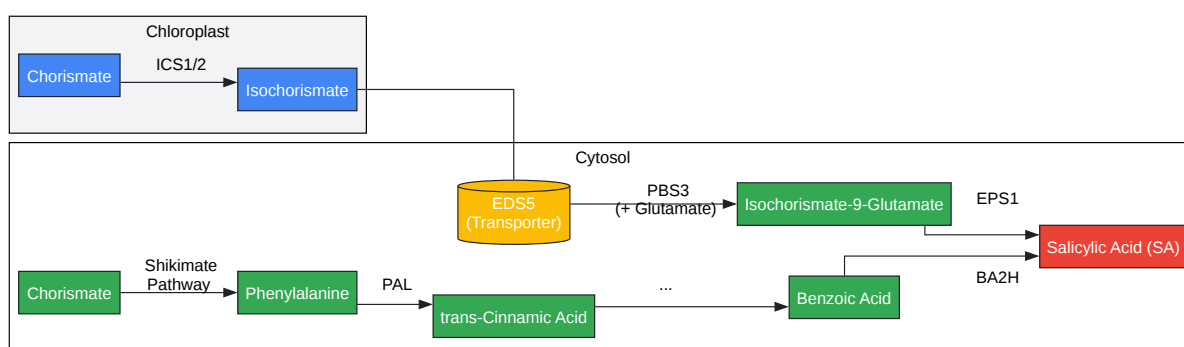 Chloroplast
Chorismate
ICS1/2
Isochorismate
Cytosol
EDS5
(Transporter)
PBS3
(+ Glutamate)
Isochorismate-9-Glutamate
EPS1
Salicylic Acid (SA)
Chorismate
Shikimate
Pathway
Phenylalanine
PAL
trans-Cinnamic Acid
...
Benzoic Acid
BA2H